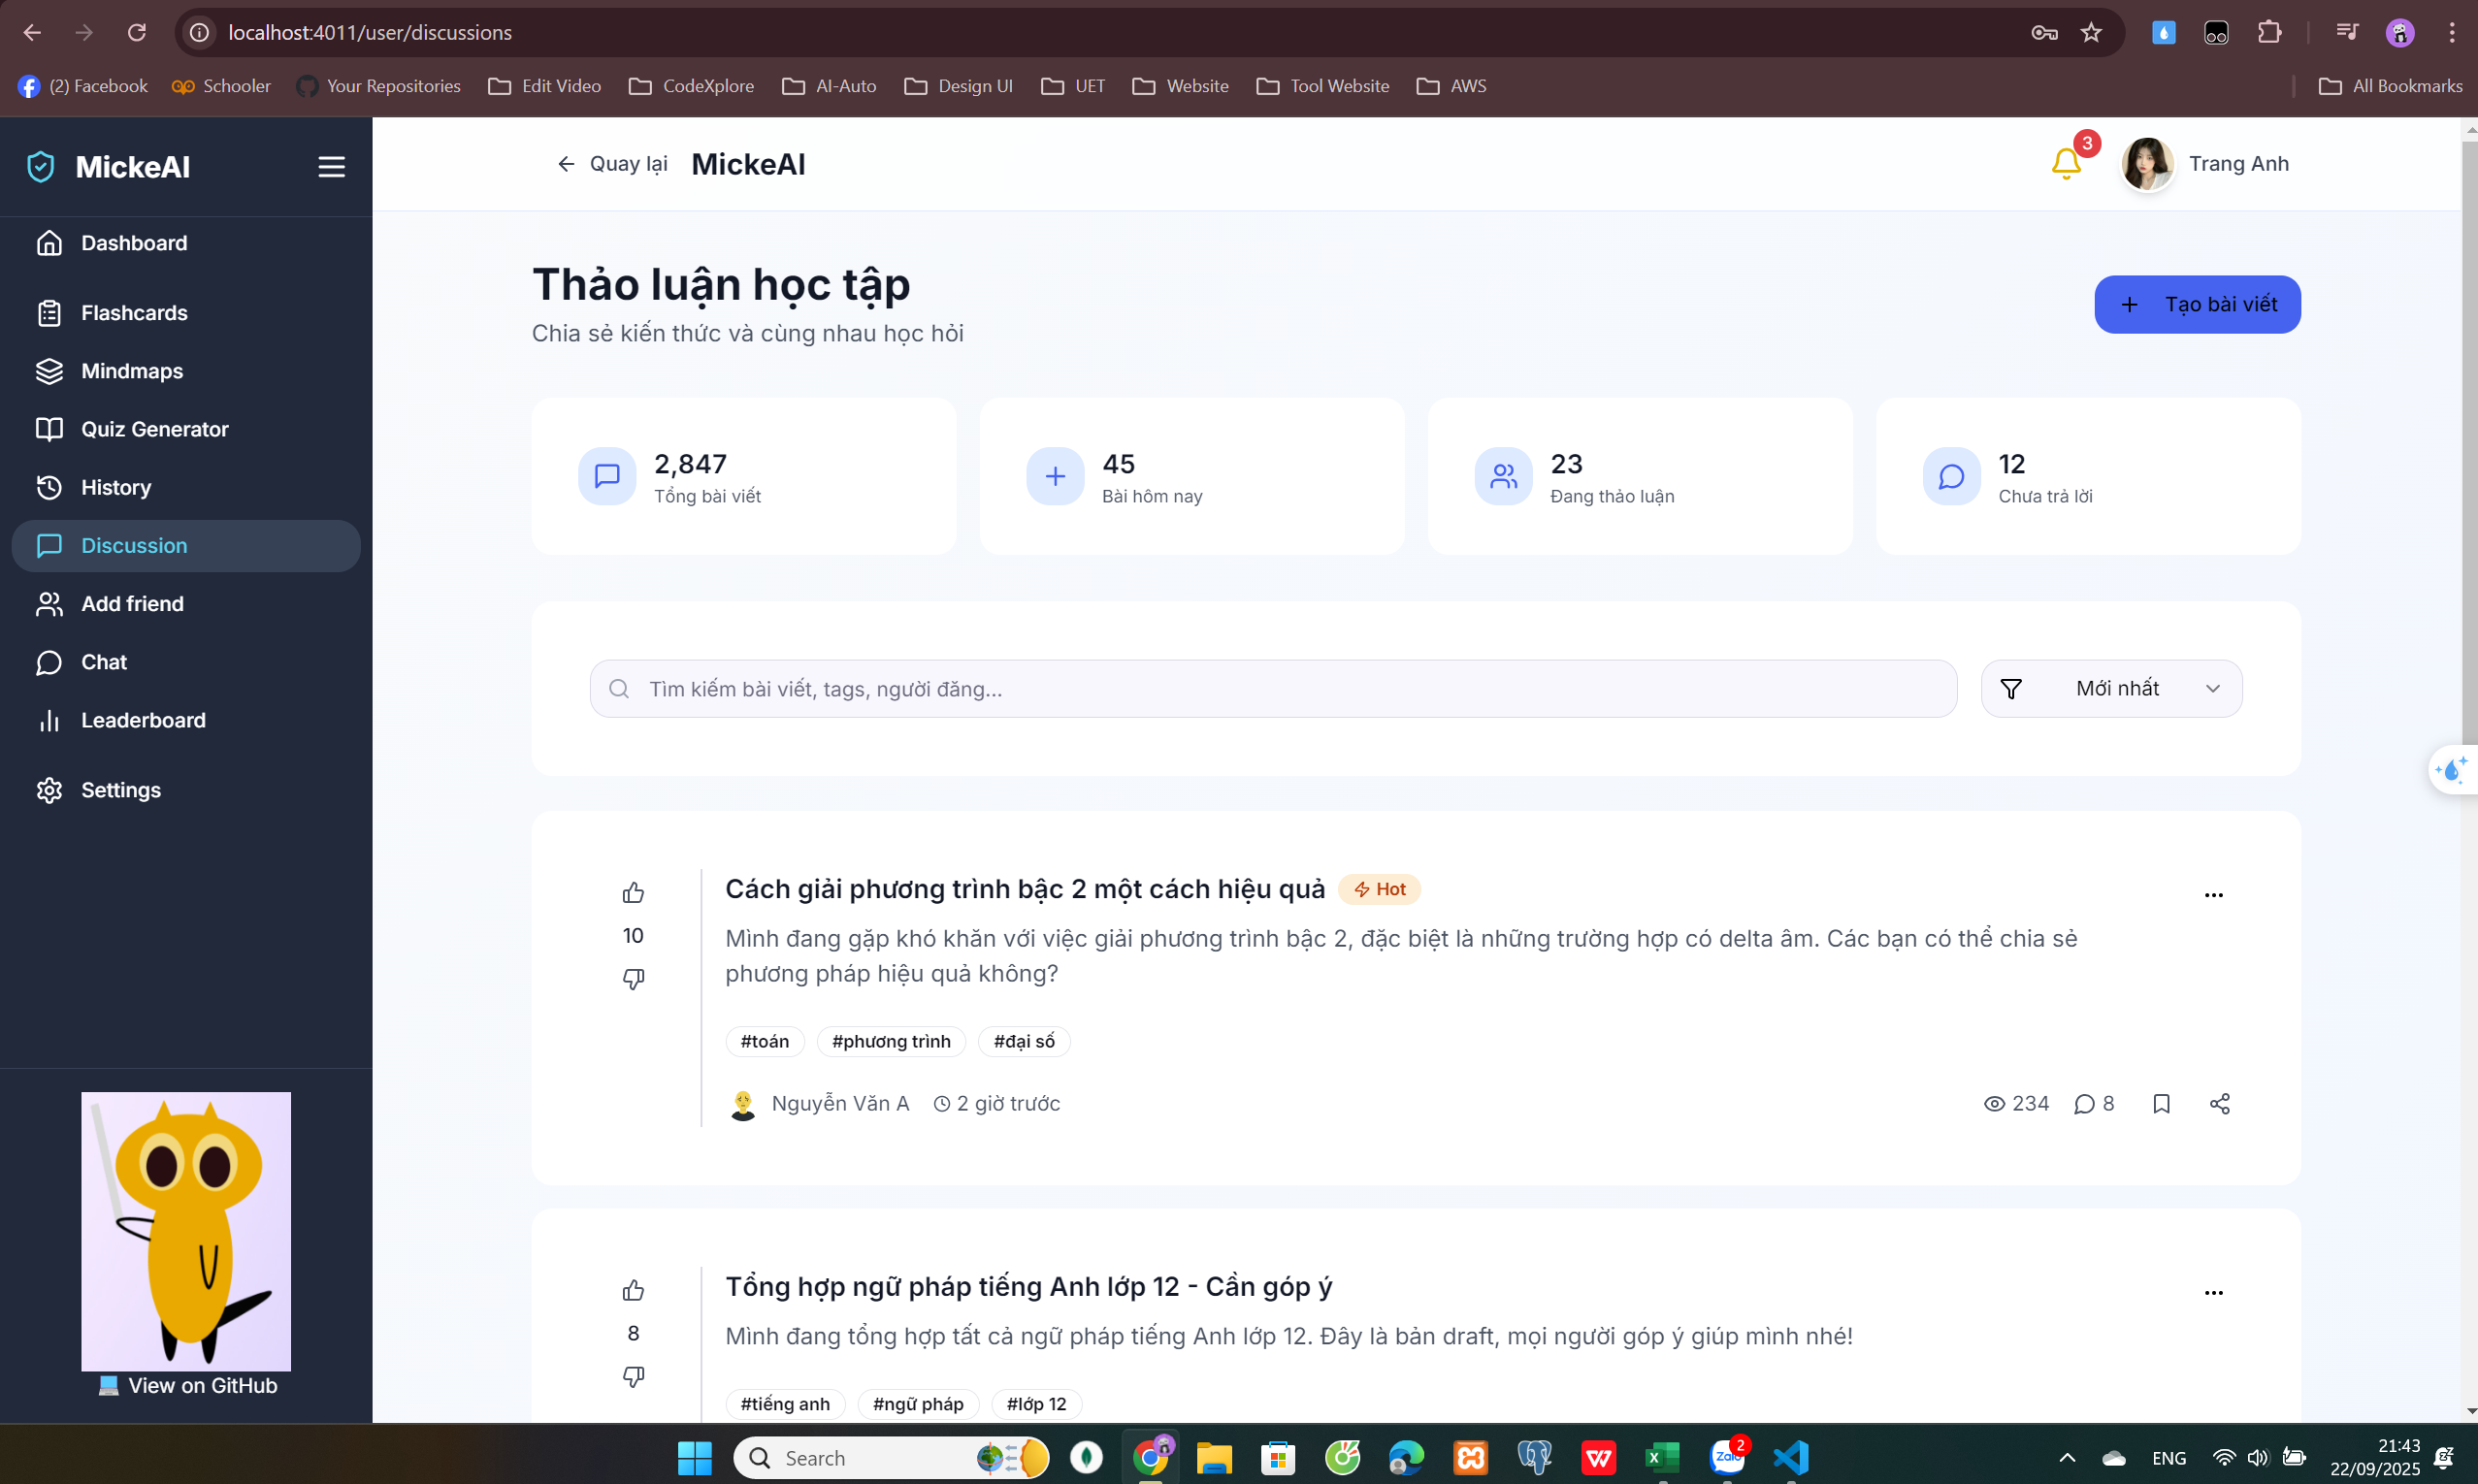 localhost:4011/user/discussions
(2) Facebook
Schooler
Your Repositories
Edit Video
CodeXplore
AI-Auto
Design UI
UET
Website
Tool Website
AWS
All Bookmarks
MickeAI
Dashboard
Flashcards
Mindmaps
Quiz Generator
History
Discussion
Add friend
Chat
Leaderboard
Settings
View on GitHub
Quay lại
MickeAI
3
Trang Anh
Thảo luận học tập
Chia sẻ kiến thức và cùng nhau học hỏi
Tạo bài viết
2,847
Tổng bài viết
45
Bài hôm nay
23
Đang thảo luận
12
Chưa trả lời
Tìm kiếm bài viết, tags, người đăng...
Mới nhất
Cách giải phương trình bậc 2 một cách hiệu quả
Hot
10
Mình đang gặp khó khăn với việc giải phương trình bậc 2, đặc biệt là những trường hợp có delta âm. Các bạn có thể chia sẻ
phương pháp hiệu quả không?
#toán
#phương trình
#đại số
Nguyễn Văn A
2 giờ trước
234
8
Tổng hợp ngữ pháp tiếng Anh lớp 12 - Cần góp ý
8
Mình đang tổng hợp tất cả ngữ pháp tiếng Anh lớp 12. Đây là bản draft, mọi người góp ý giúp mình nhé!
#tiếng anh
#ngữ pháp
#lớp 12
Search
Zalo
2
ENG
21:43
22/09/2025